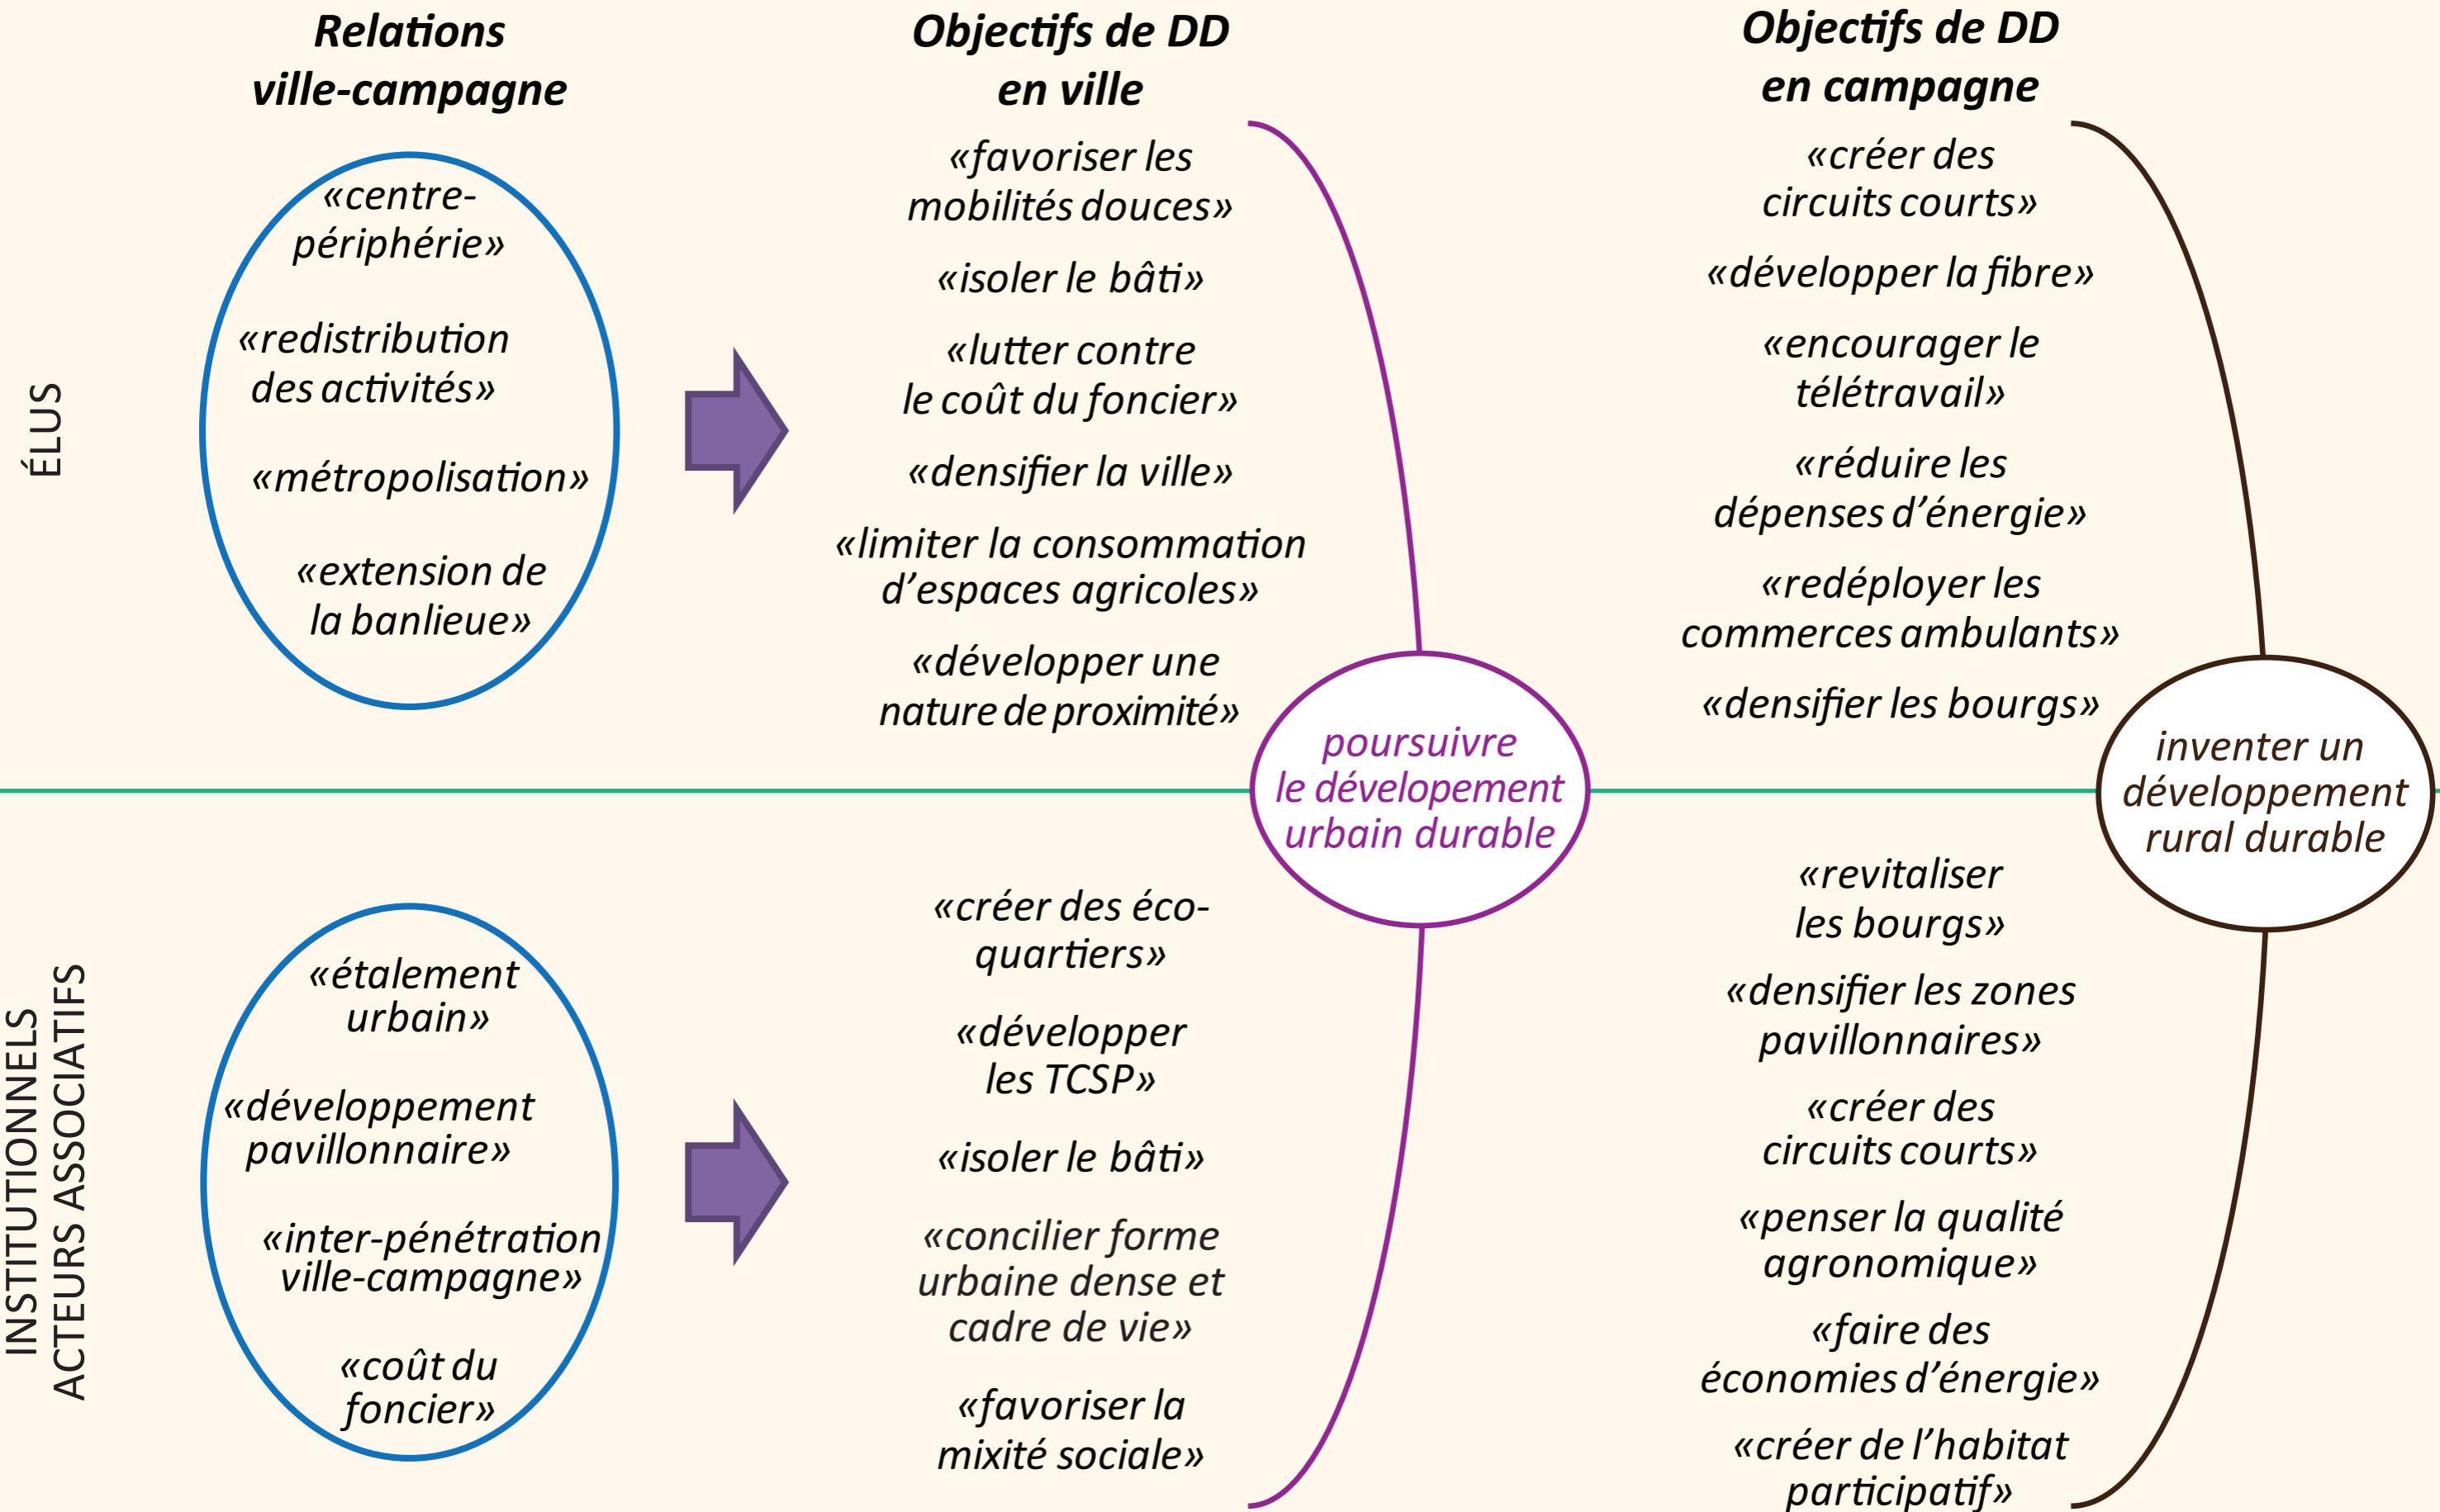 Relations
ville-campagne
Objectifs de DD
en ville
Objectifs de DD
en campagne
ÉLUS
«centre-
périphérie»
«redistribution
des activités»
«métropolisation»
«extension de
la banlieue»
«favoriser les
mobilités douces»
«isoler le bâti»
«lutter contre
le coût du foncier»
«densifier la ville»
«limiter la consommation
d’espaces agricoles»
«développer une
nature de proximité»
«créer des
circuits courts»
«développer la fibre»
«encourager le
télétravail»
«réduire les
dépenses d’énergie»
«redéployer les
commerces ambulants»
«densifier les bourgs»
poursuivre
le dévelopement
urbain durable
inventer un
développement
rural durable
INSTITUTIONNELS
ACTEURS ASSOCIATIFS
«étalement
urbain»
«développement
pavillonnaire»
«inter-pénétration
ville-campagne»
«coût du
foncier»
«créer des éco-
quartiers»
«développer
les TCSP»
«isoler le bâti»
«concilier forme
urbaine dense et
cadre de vie»
«favoriser la
mixité sociale»
«revitaliser
les bourgs»
«densifier les zones
pavillonnaires»
«créer des
circuits courts»
«penser la qualité
agronomique»
«faire des
économies d’énergie»
«créer de l’habitat
participatif»